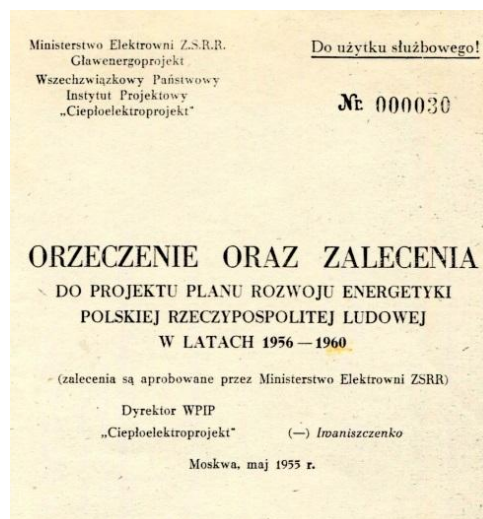 Ministerstwo Elektrowni Z.S.R.R.
Gławenergoprojekt
Wszechzwiązkowy Państwowy
Instytut Projektowy
„Ciepłoelektroprojekt"
Do użytku służbowego!
Nr. 000030
ORZECZENIE ORAZ ZALECENIA
DO PROJEKTU PLANU ROZWOJU ENERGETYKI
POLSKIEJ RZECZYPOSPOLITEJ LUDOWEJ
W LATACH 1956 — 1960
(zalecenia są aprobowane przez Ministerstwo Elektrowni ZSRR)
Dyrektor WPIP
„Ciepłoelektroprojekt" (—) Iwaniszczenko
Moskwa, maj 1955 r.